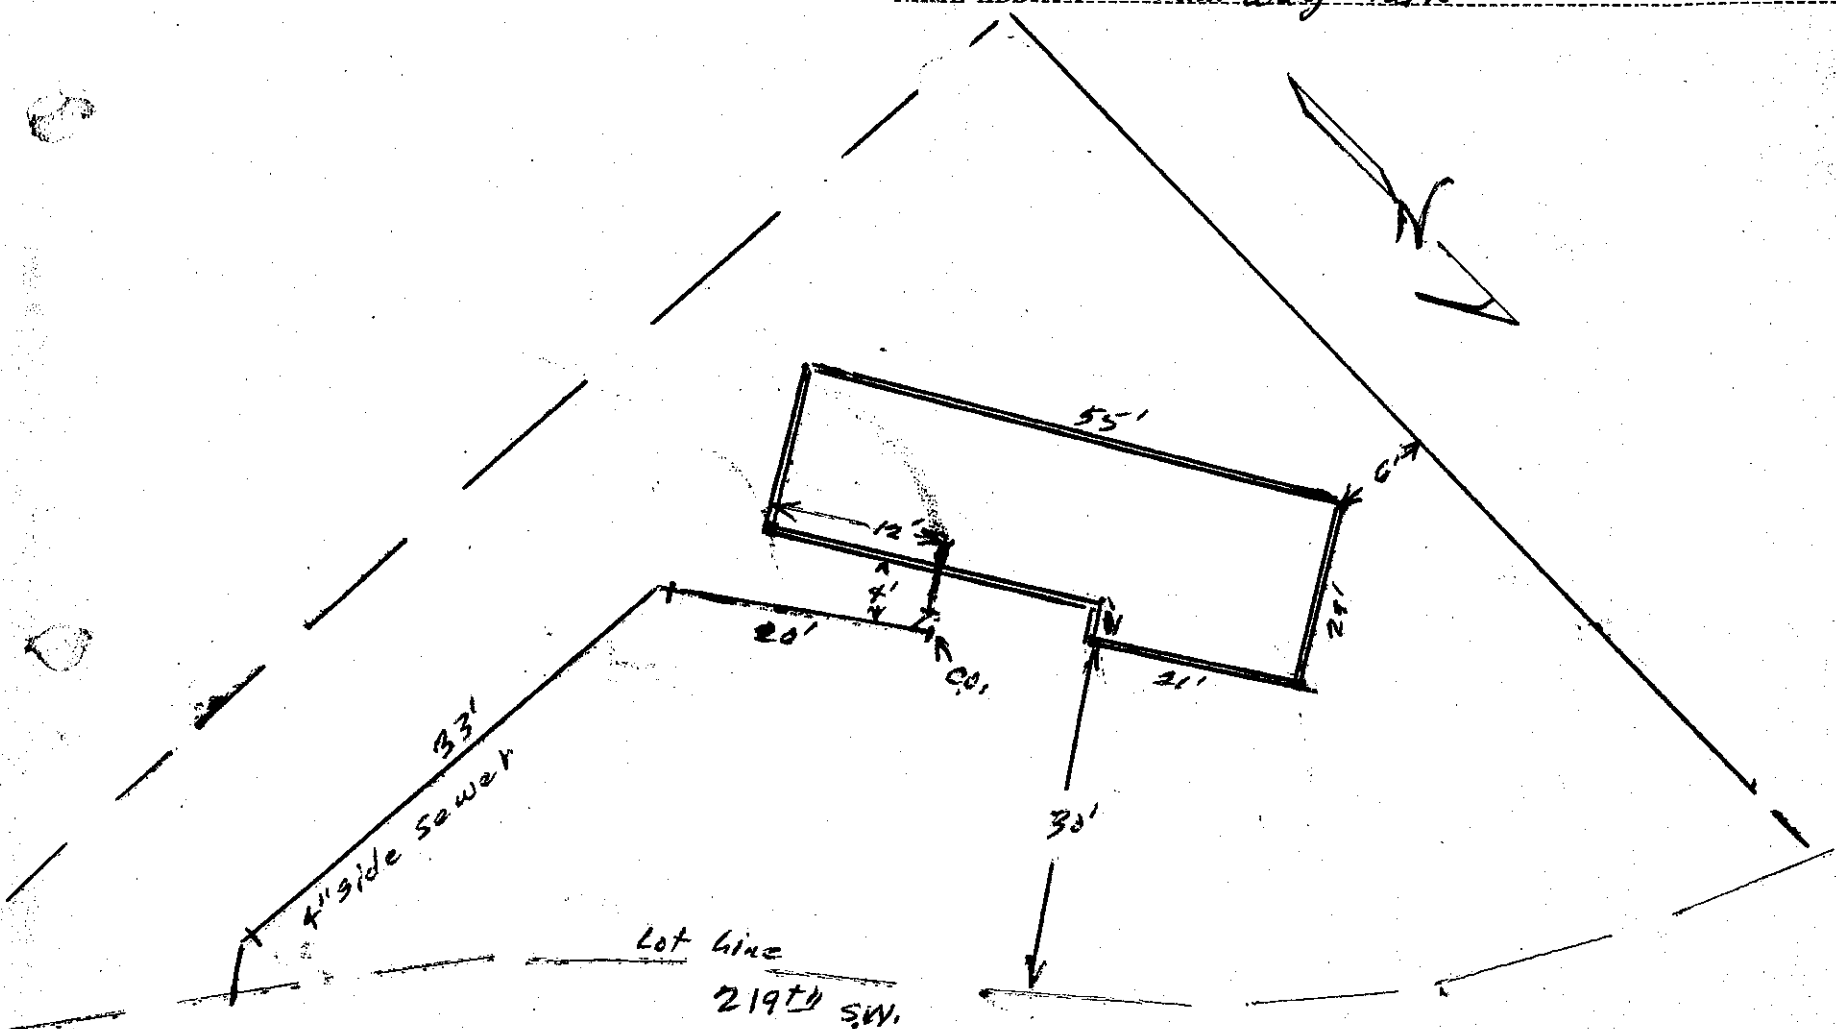 N
55'
6'
12'
4'
24'
20'
C.O.
21'
33'
4" side sewer
30'
Lot Line
219th S.W.